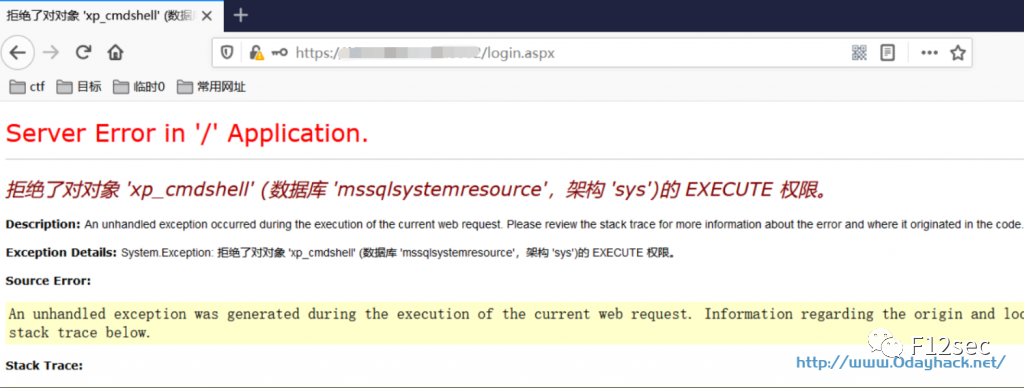 拒绝了对对象 'xp_cmdshell' (数据
https:/
/login.aspx
ctf 目标 临时0 常用网址
Server Error in '/' Application.
拒绝了对对象 'xp_cmdshell' (数据库 'mssqlsystemresource'，架构 'sys')的 EXECUTE 权限。
Description: An unhandled exception occurred during the execution of the current web request. Please review the stack trace for more information about the error and where it originated in the code.
Exception Details: System.Exception: 拒绝了对对象 'xp_cmdshell' (数据库 'mssqlsystemresource'，架构 'sys')的 EXECUTE 权限。
Source Error:
An unhandled exception was generated during the execution of the current web request. Information regarding the origin and loc
stack trace below.
Stack Trace:
F12sec
http://www.0dayhack.net/